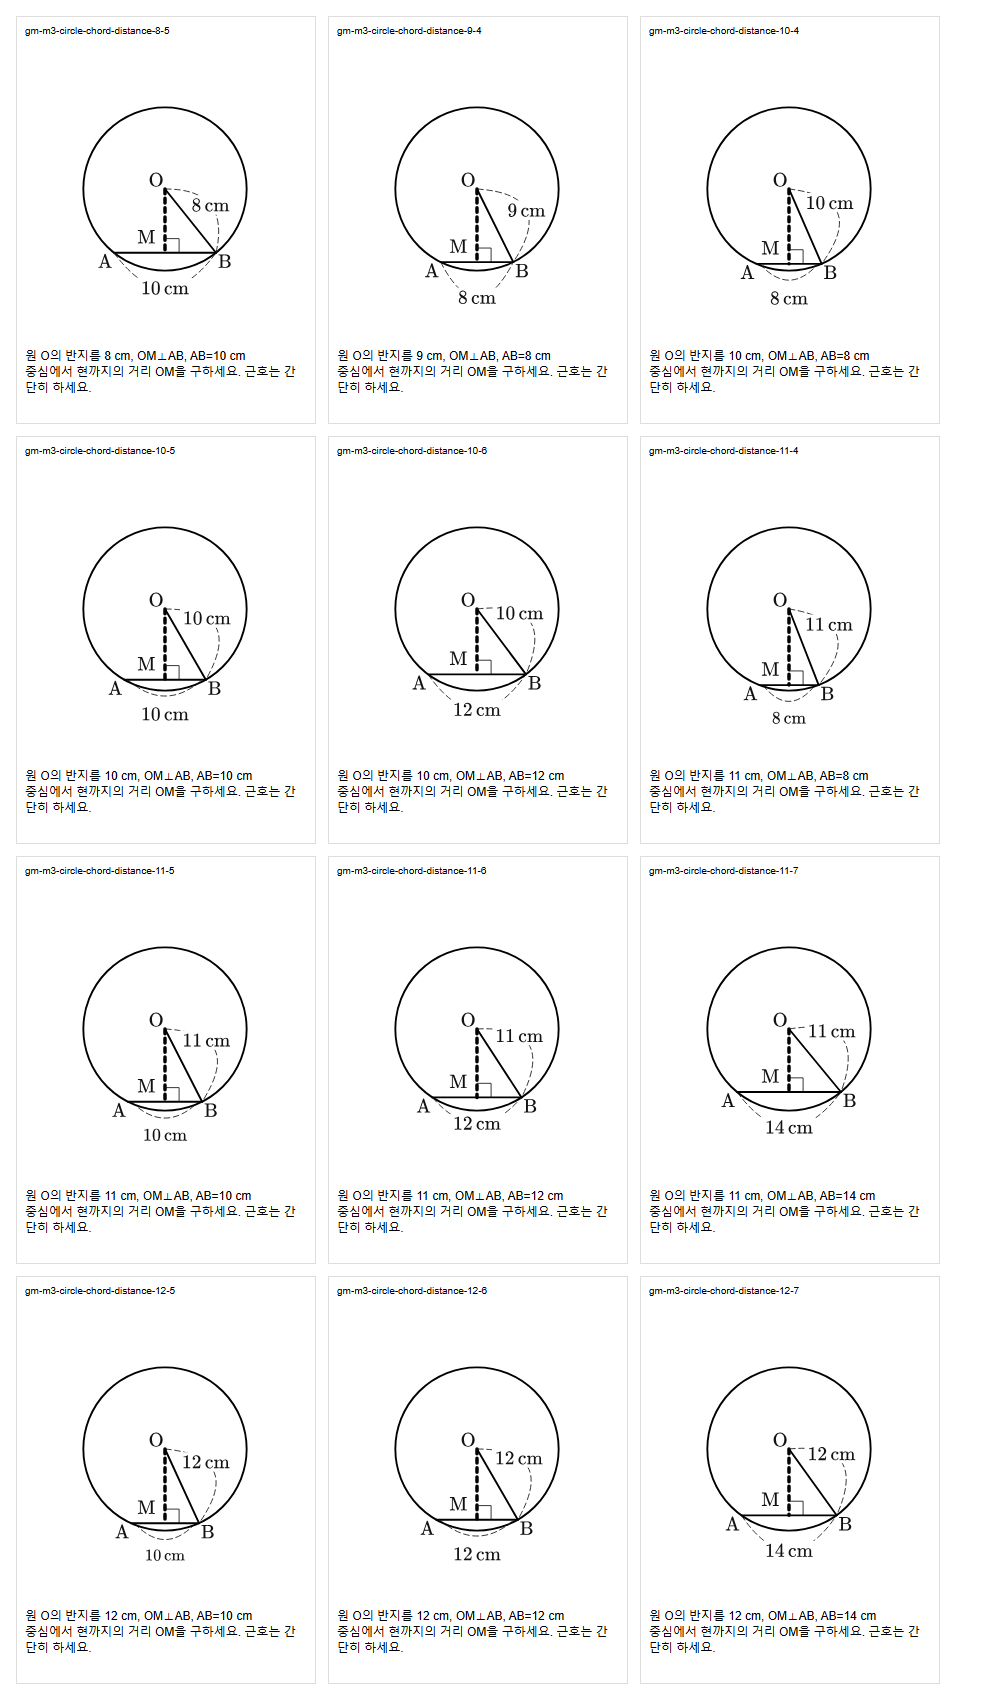 gm-m3-circle-chord-distance-8-5
O
8 cm
M
A
B
10 cm
원 O의 반지름 8 cm, OM⊥AB, AB=10 cm
중심에서 현까지의 거리 OM을 구하세요. 근호는 간
단히 하세요.
gm-m3-circle-chord-distance-9-4
O
9 cm
M
A
B
8 cm
원 O의 반지름 9 cm, OM⊥AB, AB=8 cm
중심에서 현까지의 거리 OM을 구하세요. 근호는 간
단히 하세요.
gm-m3-circle-chord-distance-10-4
O
10 cm
M
A
B
8 cm
원 O의 반지름 10 cm, OM⊥AB, AB=8 cm
중심에서 현까지의 거리 OM을 구하세요. 근호는 간
단히 하세요.
gm-m3-circle-chord-distance-10-5
O
10 cm
M
A
B
10 cm
원 O의 반지름 10 cm, OM⊥AB, AB=10 cm
중심에서 현까지의 거리 OM을 구하세요. 근호는 간
단히 하세요.
gm-m3-circle-chord-distance-10-6
O
10 cm
M
A
B
12 cm
원 O의 반지름 10 cm, OM⊥AB, AB=12 cm
중심에서 현까지의 거리 OM을 구하세요. 근호는 간
단히 하세요.
gm-m3-circle-chord-distance-11-4
O
11 cm
M
A
B
8 cm
원 O의 반지름 11 cm, OM⊥AB, AB=8 cm
중심에서 현까지의 거리 OM을 구하세요. 근호는 간
단히 하세요.
gm-m3-circle-chord-distance-11-5
O
11 cm
M
A
B
10 cm
원 O의 반지름 11 cm, OM⊥AB, AB=10 cm
중심에서 현까지의 거리 OM을 구하세요. 근호는 간
단히 하세요.
gm-m3-circle-chord-distance-11-6
O
11 cm
M
A
B
12 cm
원 O의 반지름 11 cm, OM⊥AB, AB=12 cm
중심에서 현까지의 거리 OM을 구하세요. 근호는 간
단히 하세요.
gm-m3-circle-chord-distance-11-7
O
11 cm
M
A
B
14 cm
원 O의 반지름 11 cm, OM⊥AB, AB=14 cm
중심에서 현까지의 거리 OM을 구하세요. 근호는 간
단히 하세요.
gm-m3-circle-chord-distance-12-5
O
12 cm
M
A
B
10 cm
원 O의 반지름 12 cm, OM⊥AB, AB=10 cm
중심에서 현까지의 거리 OM을 구하세요. 근호는 간
단히 하세요.
gm-m3-circle-chord-distance-12-6
O
12 cm
M
A
B
12 cm
원 O의 반지름 12 cm, OM⊥AB, AB=12 cm
중심에서 현까지의 거리 OM을 구하세요. 근호는 간
단히 하세요.
gm-m3-circle-chord-distance-12-7
O
12 cm
M
A
B
14 cm
원 O의 반지름 12 cm, OM⊥AB, AB=14 cm
중심에서 현까지의 거리 OM을 구하세요. 근호는 간
단히 하세요.